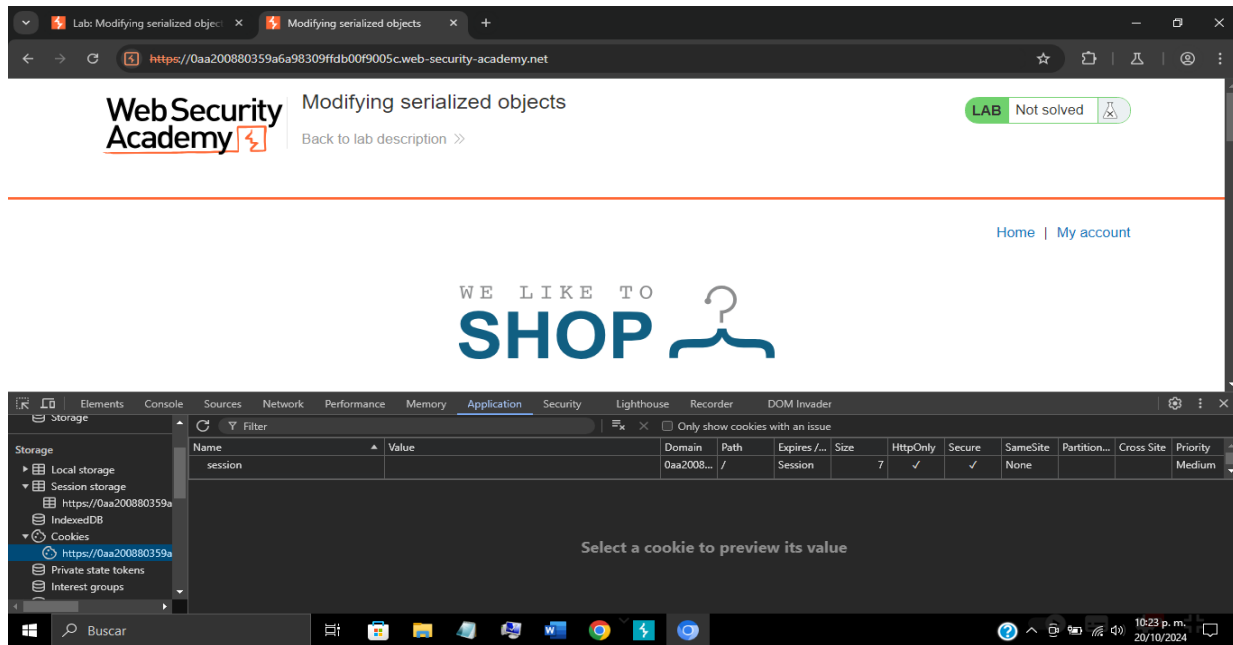 Lab: Modifying serialized objec
Modifying serialized objects
https://0aa200880359a6a98309ffdb00f9005c.web-security-academy.net
Web Security
Academy
Modifying serialized objects
Back to lab description
LAB Not solved
Home | My account
WE LIKE TO
SHOP
Elements Console Sources Network Performance Memory Application Security Lighthouse Recorder DOM Invader
Storage
Filter
Only show cookies with an issue
Storage
Name Value Domain Path Expires /... Size HttpOnly Secure SameSite Partition... Cross Site Priority
session 0aa2008... / Session 7 ✓ ✓ None Medium
Local storage
Session storage
https://0aa200880359a
IndexedDB
Cookies
https://0aa200880359a
Private state tokens
Interest groups
Select a cookie to preview its value
Buscar
10:23 p. m.
20/10/2024